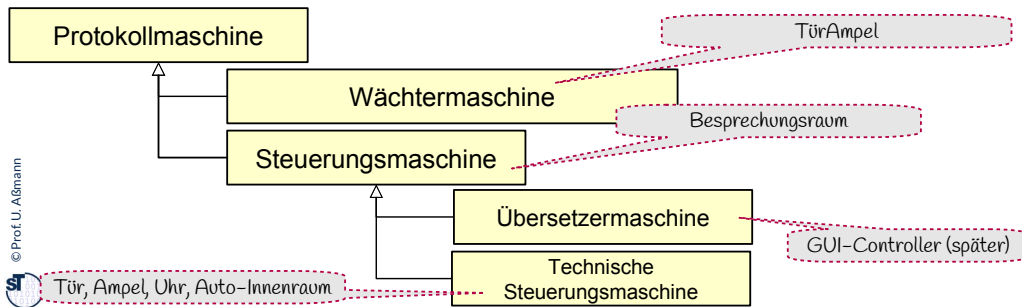 Protokollmaschine
TürAmpel
Wächtermaschine
Besprechungsraum
Steuerungsmaschine
Übersetzermaschine
GUI-Controller (später)
Technische
Steuerungsmaschine
Tür, Ampel, Uhr, Auto-Innenraum
© Prof. U. Aßmann
ST